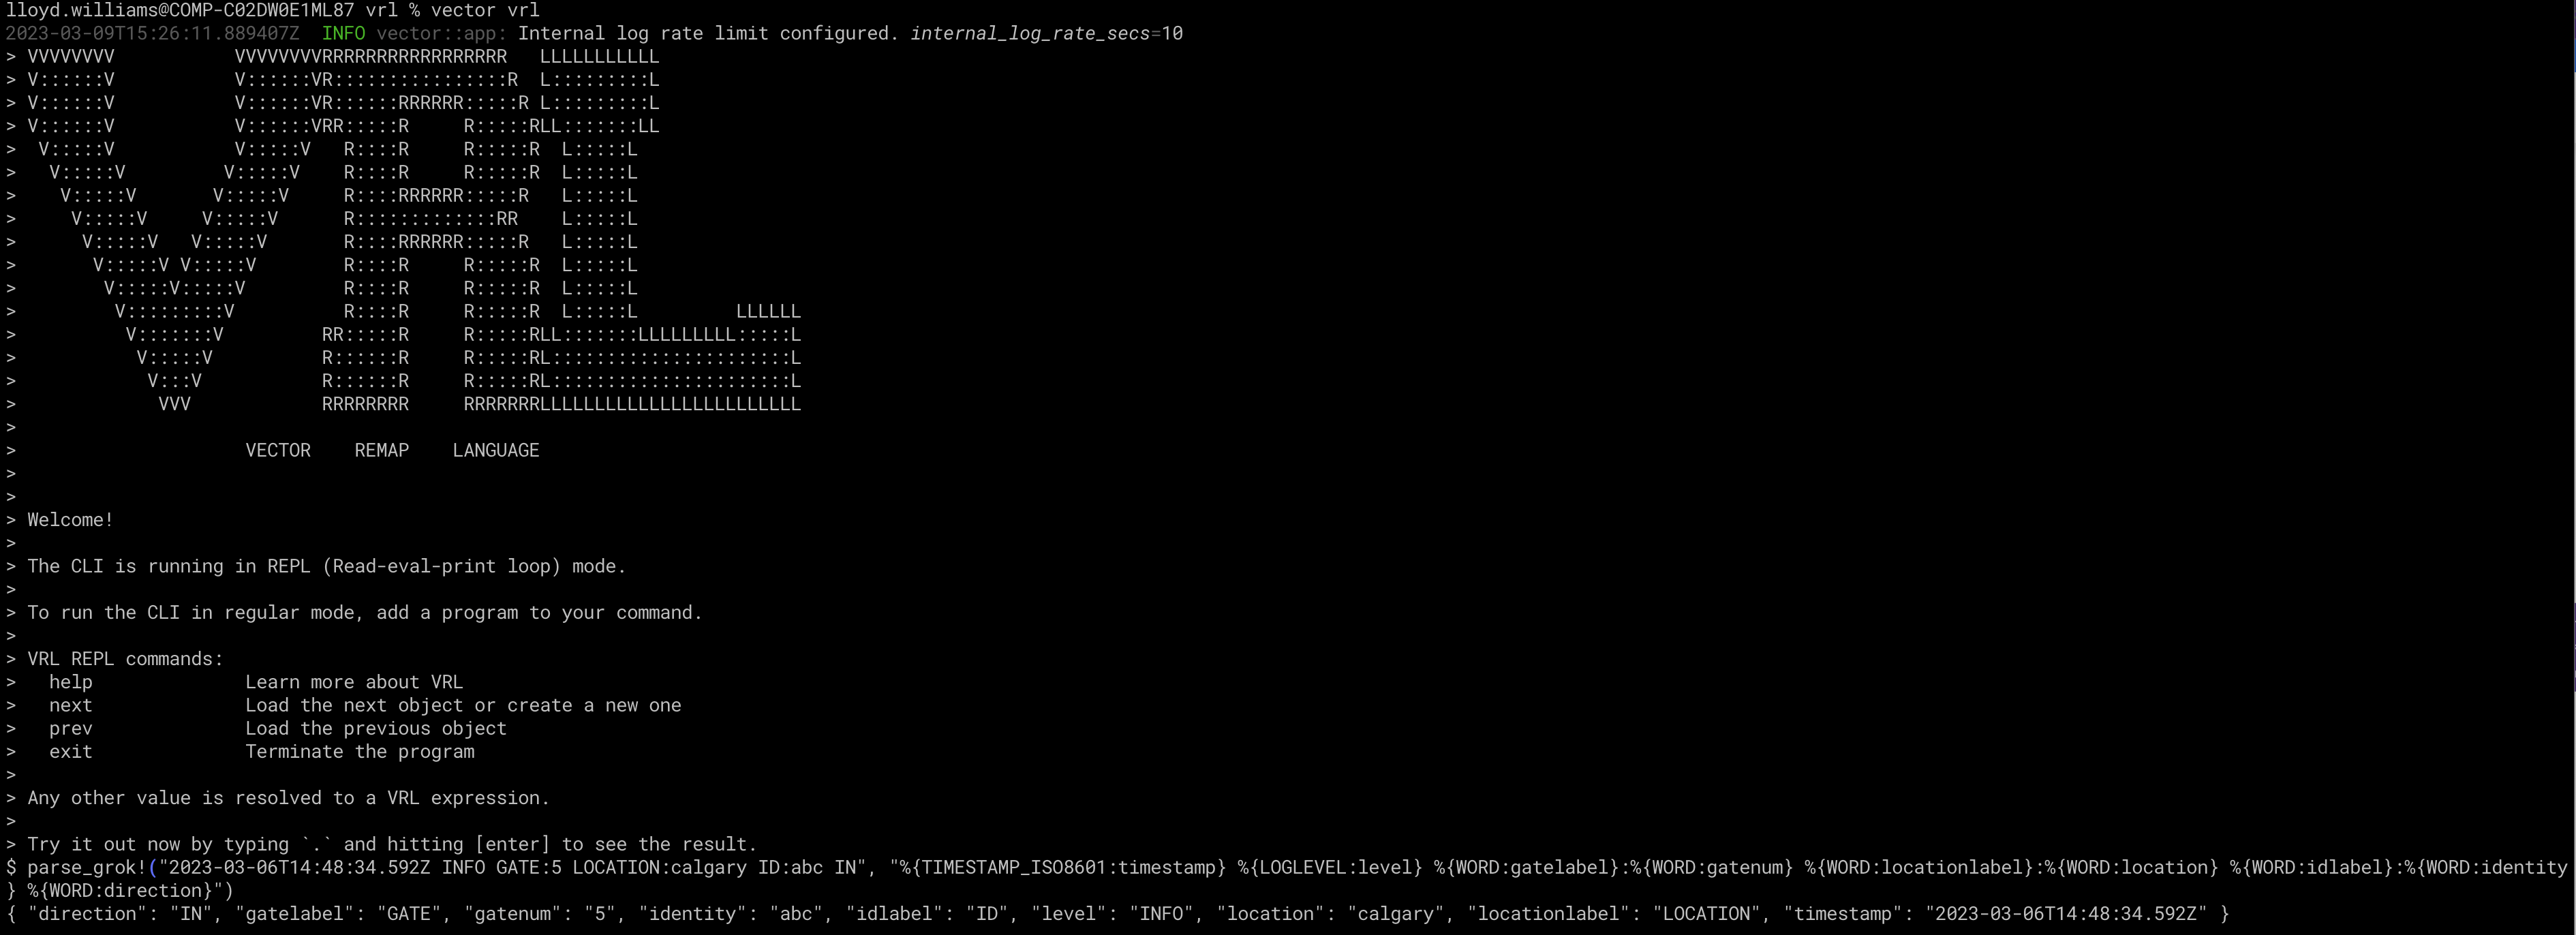 lloyd.williams@COMP-C02DW0E1ML87 vrl % vector vrl
2023-03-09T15:26:11.889407Z  INFO vector::app: Internal log rate limit configured. internal_log_rate_secs=10
> VVVVVVVV           VVVVVVVVRRRRRRRRRRRRRRRRR   LLLLLLLLLLL
> V::::::V           V::::::VR::::::::::::::::R  L:::::::::L
> V::::::V           V::::::VR::::::RRRRRR:::::R L:::::::::L
> V::::::V           V::::::VRR:::::R     R:::::RLL:::::::LL
>  V:::::V           V:::::V   R::::R     R:::::R  L:::::L
>   V:::::V         V:::::V    R::::R     R:::::R  L:::::L
>    V:::::V       V:::::V     R::::RRRRRR:::::R   L:::::L
>     V:::::V     V:::::V      R:::::::::::::RR    L:::::L
>      V:::::V   V:::::V       R::::RRRRRR:::::R   L:::::L
>       V:::::V V:::::V        R::::R     R:::::R  L:::::L
>        V:::::V:::::V         R::::R     R:::::R  L:::::L
>         V:::::::::V          R::::R     R:::::R  L:::::L         LLLLLL
>          V:::::::V         RR:::::R     R:::::RLL:::::::LLLLLLLLL:::::L
>           V:::::V          R::::::R     R:::::RL::::::::::::::::::::::L
>            V:::V           R::::::R     R:::::RL::::::::::::::::::::::L
>             VVV            RRRRRRRR     RRRRRRRLLLLLLLLLLLLLLLLLLLLLLLL
>
>                     VECTOR    REMAP    LANGUAGE
>
>
> Welcome!
>
> The CLI is running in REPL (Read-eval-print loop) mode.
>
> To run the CLI in regular mode, add a program to your command.
>
> VRL REPL commands:
>   help              Learn more about VRL
>   next              Load the next object or create a new one
>   prev              Load the previous object
>   exit              Terminate the program
>
> Any other value is resolved to a VRL expression.
>
> Try it out now by typing `.` and hitting [enter] to see the result.
$ parse_grok!("2023-03-06T14:48:34.592Z INFO GATE:5 LOCATION:calgary ID:abc IN", "%{TIMESTAMP_ISO8601:timestamp} %{LOGLEVEL:level} %{WORD:gatelabel}:%{WORD:gatenum} %{WORD:locationlabel}:%{WORD:location} %{WORD:idlabel}:%{WORD:identity
} %{WORD:direction}")
{ "direction": "IN", "gatelabel": "GATE", "gatenum": "5", "identity": "abc", "idlabel": "ID", "level": "INFO", "location": "calgary", "locationlabel": "LOCATION", "timestamp": "2023-03-06T14:48:34.592Z" }